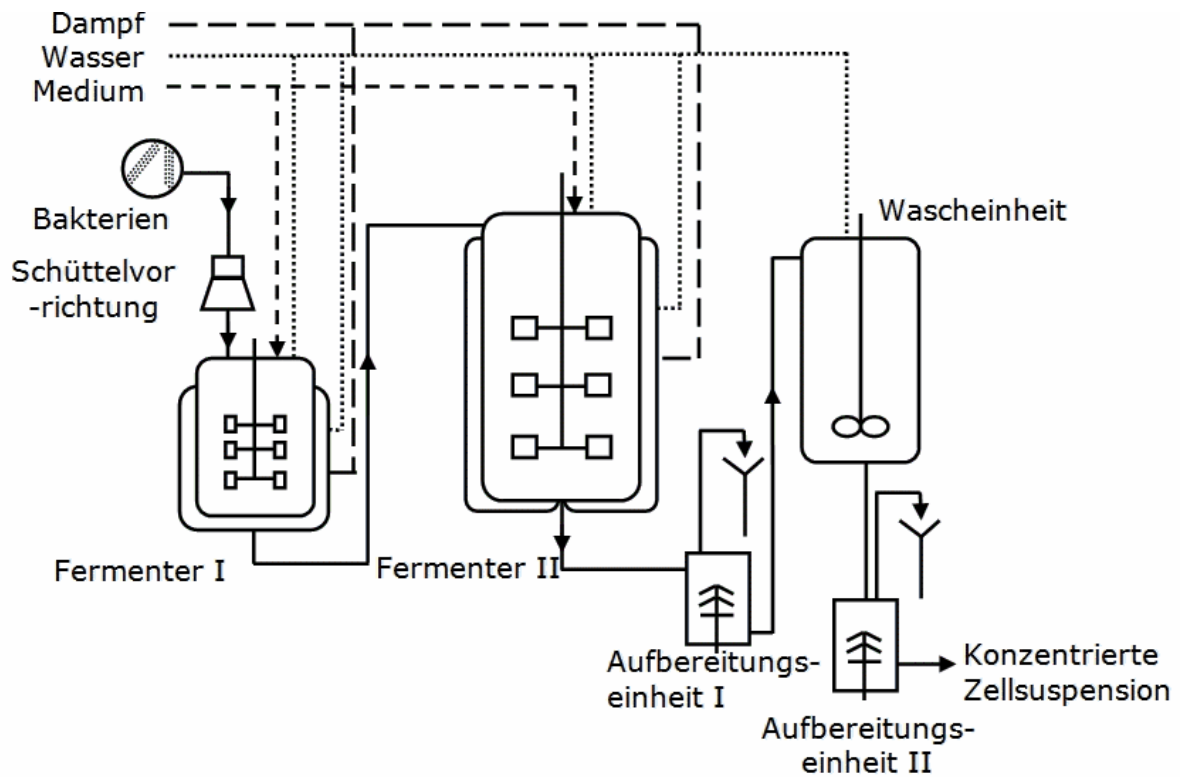 Dampf
Wasser
Medium
Bakterien
Schüttelvor
-richtung
Wascheinheit
Fermenter I
Fermenter II
Aufbereitungs-
einheit I
Konzentrierte
Zellsuspension
Aufbereitungs-
einheit II